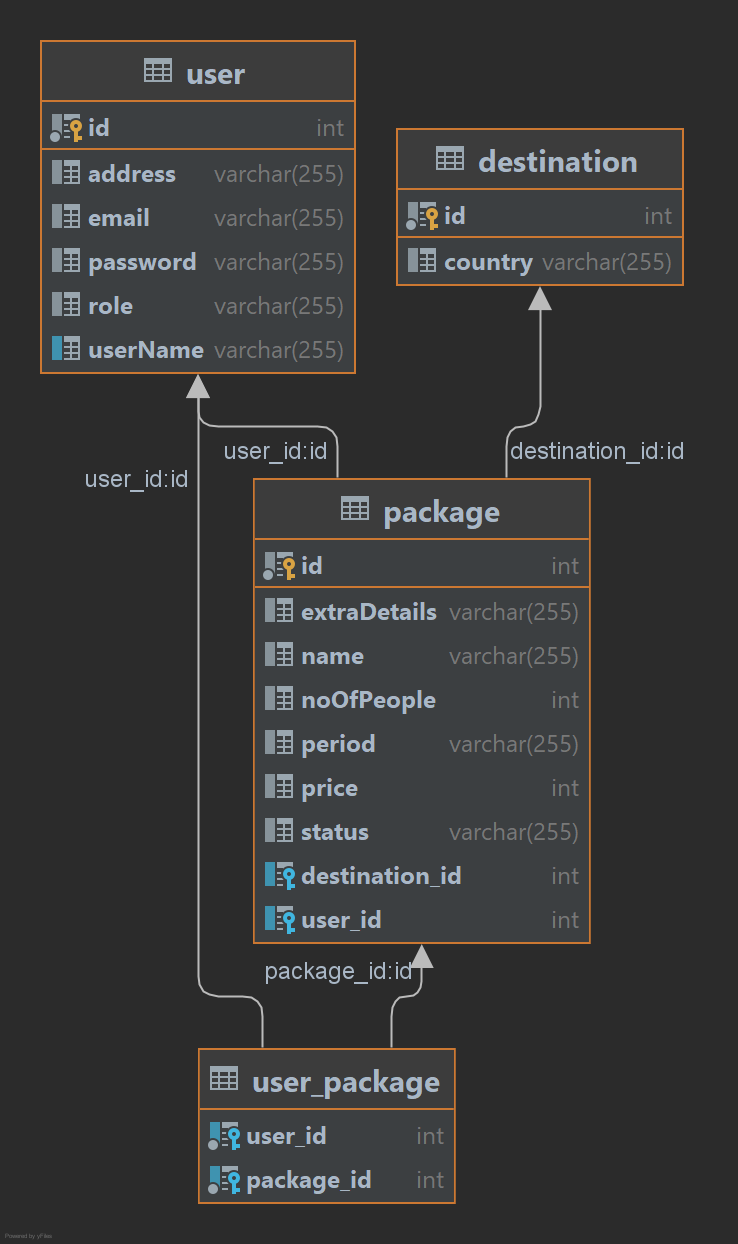 user
id int
address varchar(255)
email varchar(255)
password varchar(255)
role varchar(255)
userName varchar(255)
destination
id int
country varchar(255)
user_id:id
user_id:id
destination_id:id
package
id int
extraDetails varchar(255)
name varchar(255)
noOfPeople int
period varchar(255)
price int
status varchar(255)
destination_id int
user_id int
package_id:id
user_package
user_id int
package_id int
Powered by yFiles